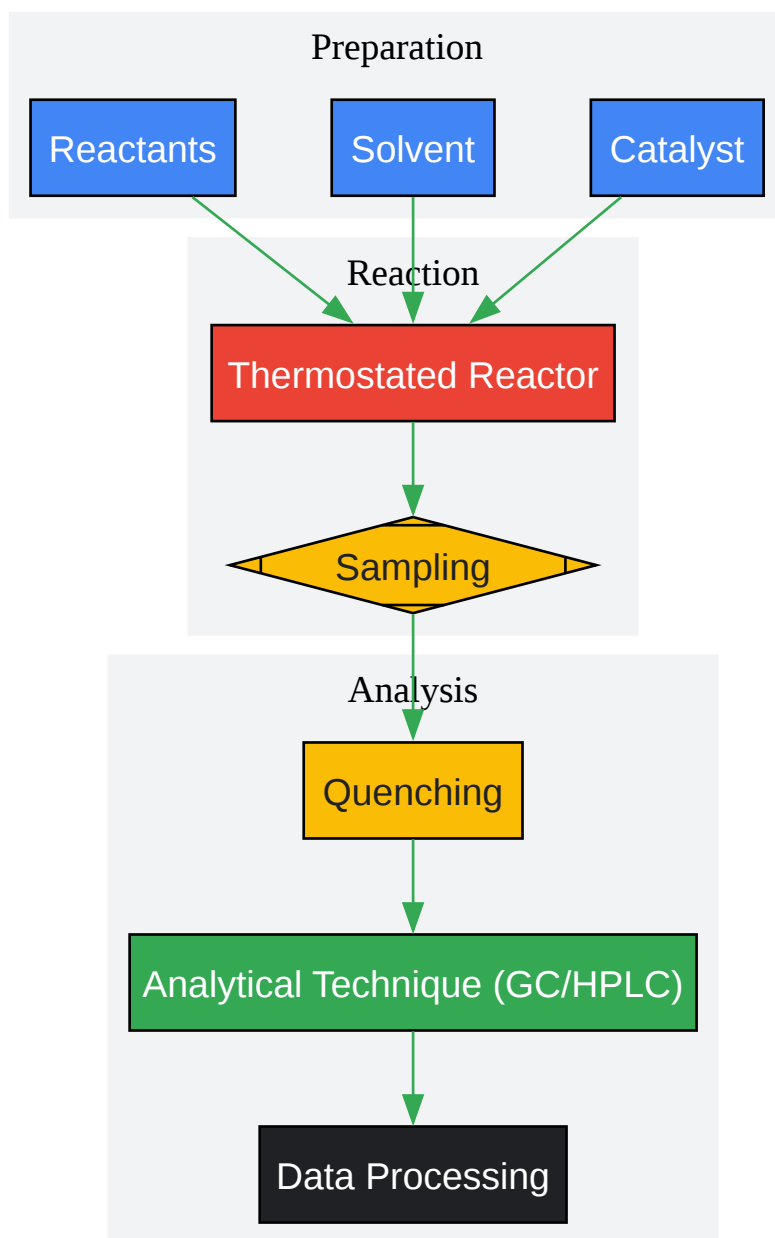 Preparation
Reactants
Solvent
Catalyst
Reaction
Thermostated Reactor
Sampling
Analysis
Quenching
Analytical Technique (GC/HPLC)
Data Processing